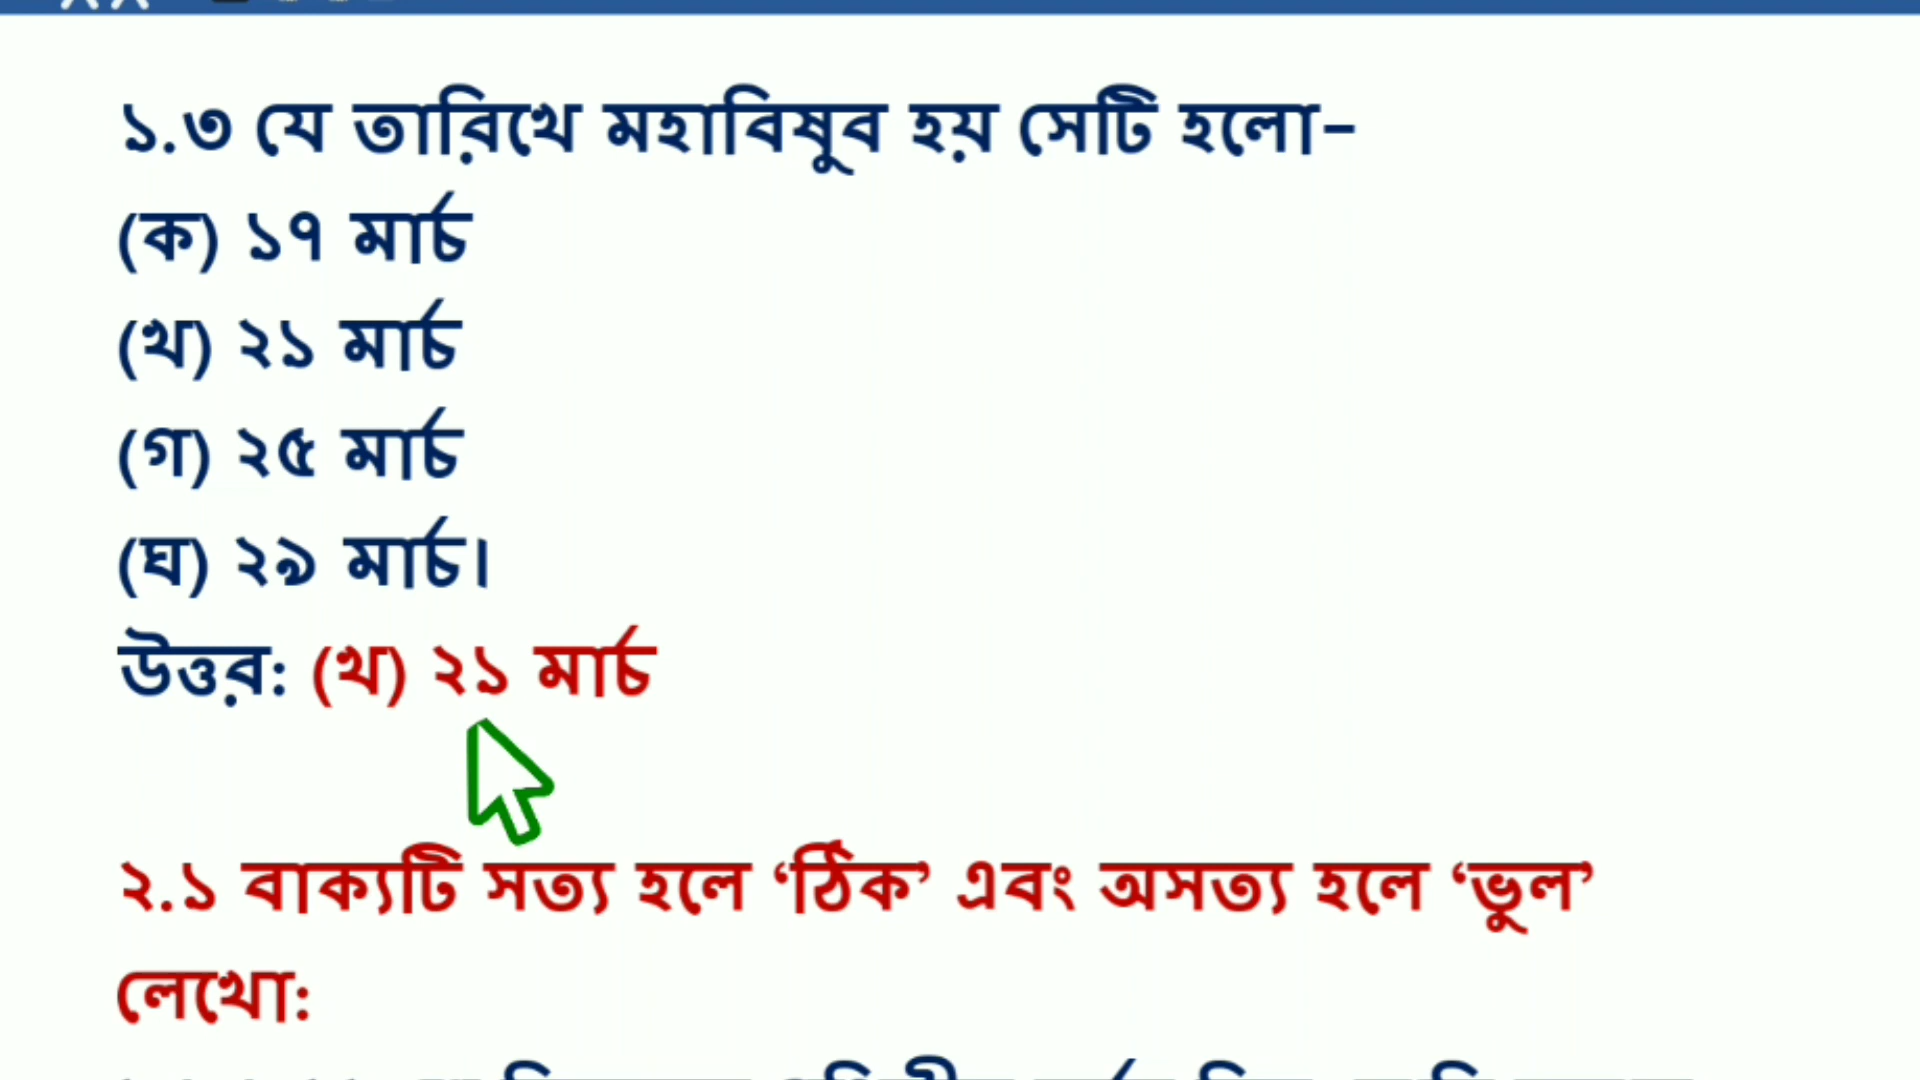 ১.৩ যে তারিখে মহাবিষুব হয় সেটি হলো-
(ক) ১৭ মার্চ
(খ) ২১ মার্চ
(গ) ২৫ মার্চ
(ঘ) ২৯ মার্চ।
উত্তর: (খ) ২১ মার্চ
২.১ বাক্যটি সত্য হলে ‘ঠিক’ এবং অসত্য হলে ‘ভুল’
লেখো: